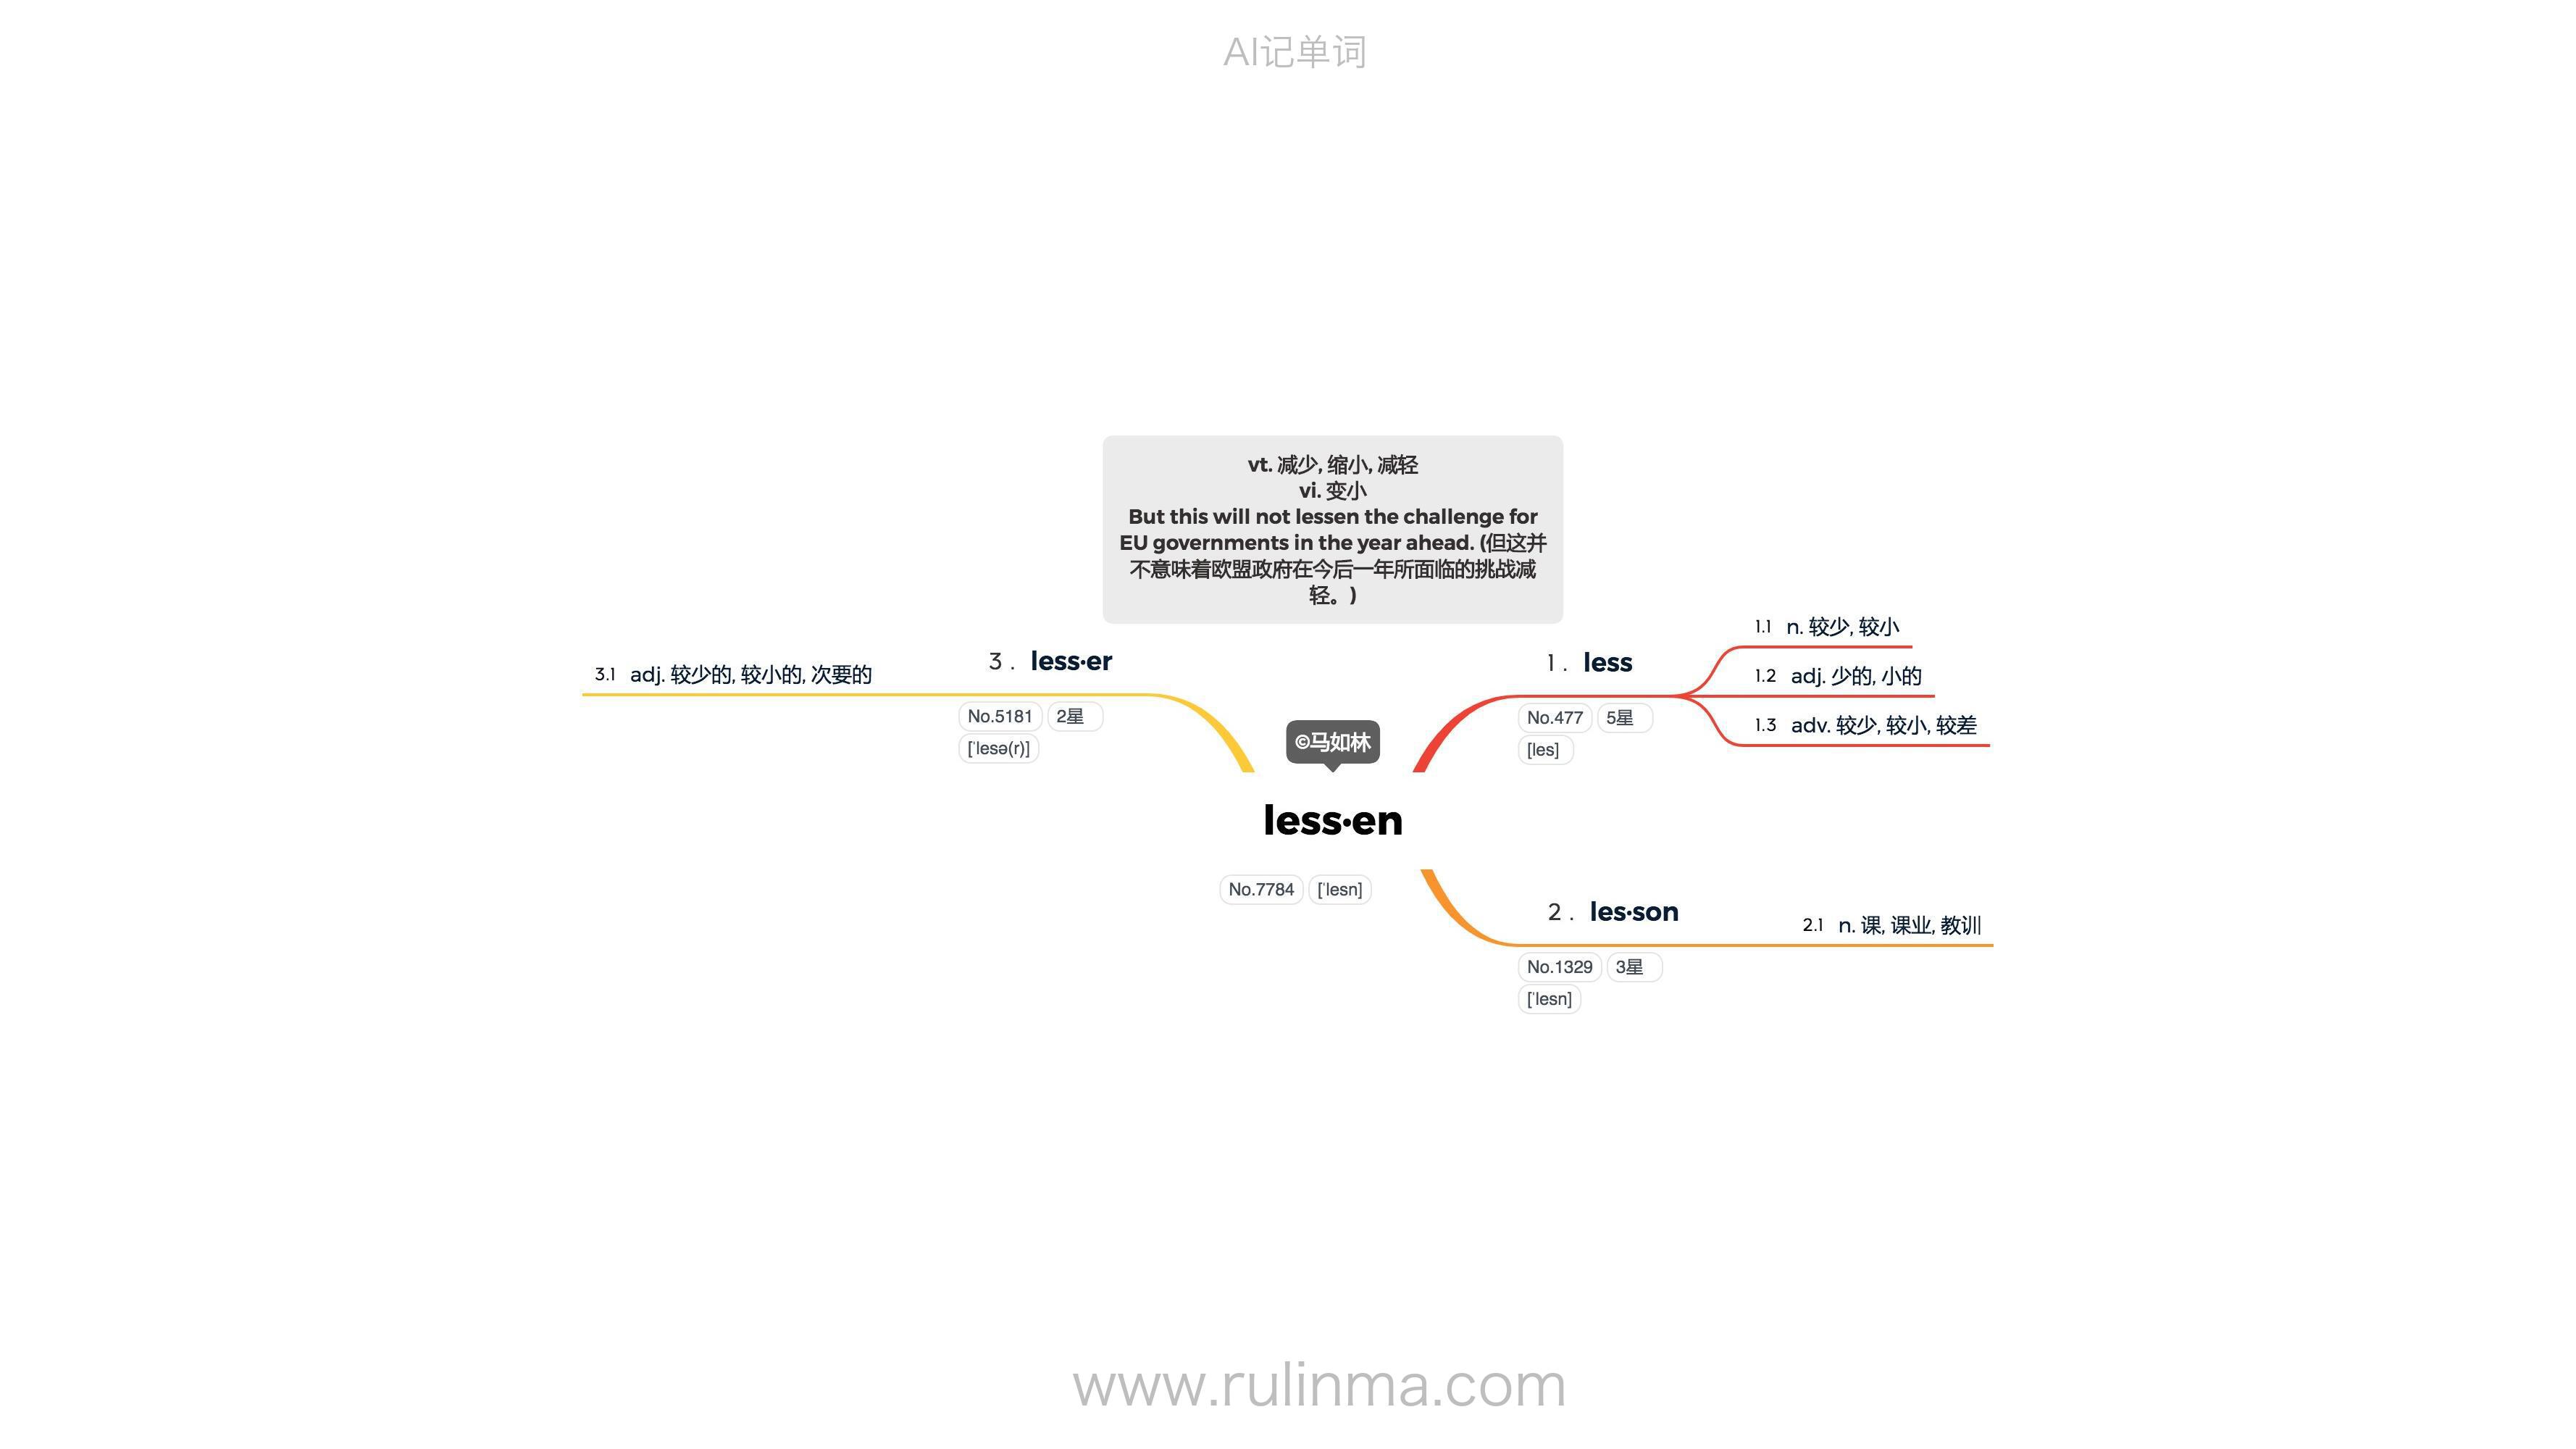 AI记单词
vt. 减少, 缩小, 减轻
vi. 变小
But this will not lessen the challenge for
EU governments in the year ahead. (但这并
不意味着欧盟政府在今后一年所面临的挑战减
轻。)
©马如林
less·en
No.7784 ['lesn]
1 . less
No.477 5星
[les]
1.1 n. 较少, 较小
1.2 adj. 少的, 小的
1.3 adv. 较少, 较小, 较差
2 . les·son
No.1329 3星
['lesn]
2.1 n. 课, 课业, 教训
3 . less·er
No.5181 2星
['lesə(r)]
3.1 adj. 较少的, 较小的, 次要的
www.rulinma.com